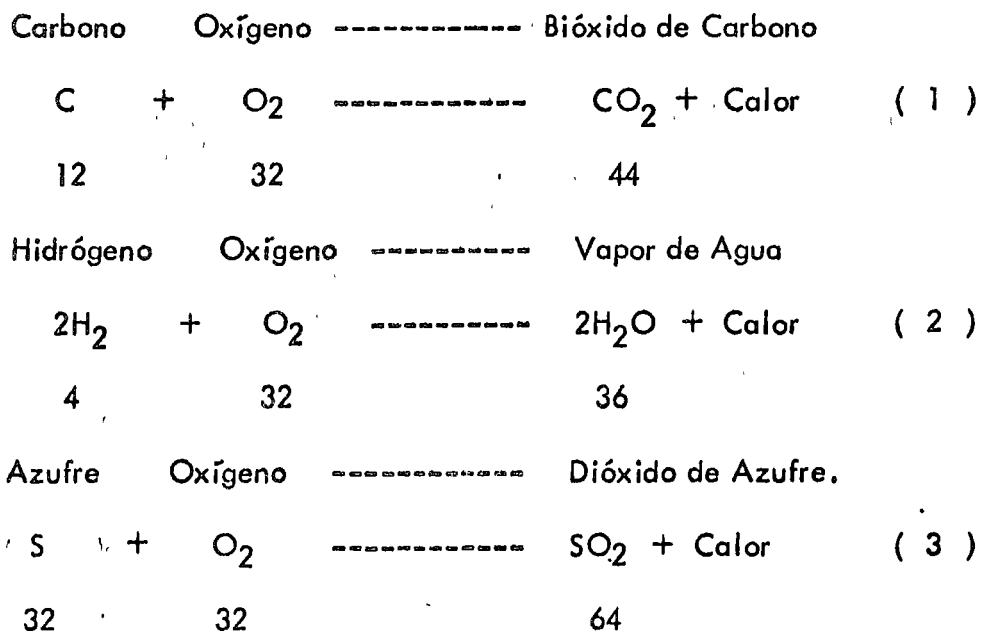 Carbono Oxígeno ------------ Bióxido de Carbono
C + O₂ ------------ CO₂ + Calor ( 1 )
12 32 44
Hidrógeno Oxígeno ---------- Vapor de Agua
2H₂ + O₂ ---------- 2H₂O + Calor ( 2 )
4 32 36
Azufre Oxígeno ------------ Dióxido de Azufre.
S + O₂ ------------ SO₂ + Calor ( 3 )
32 32 64